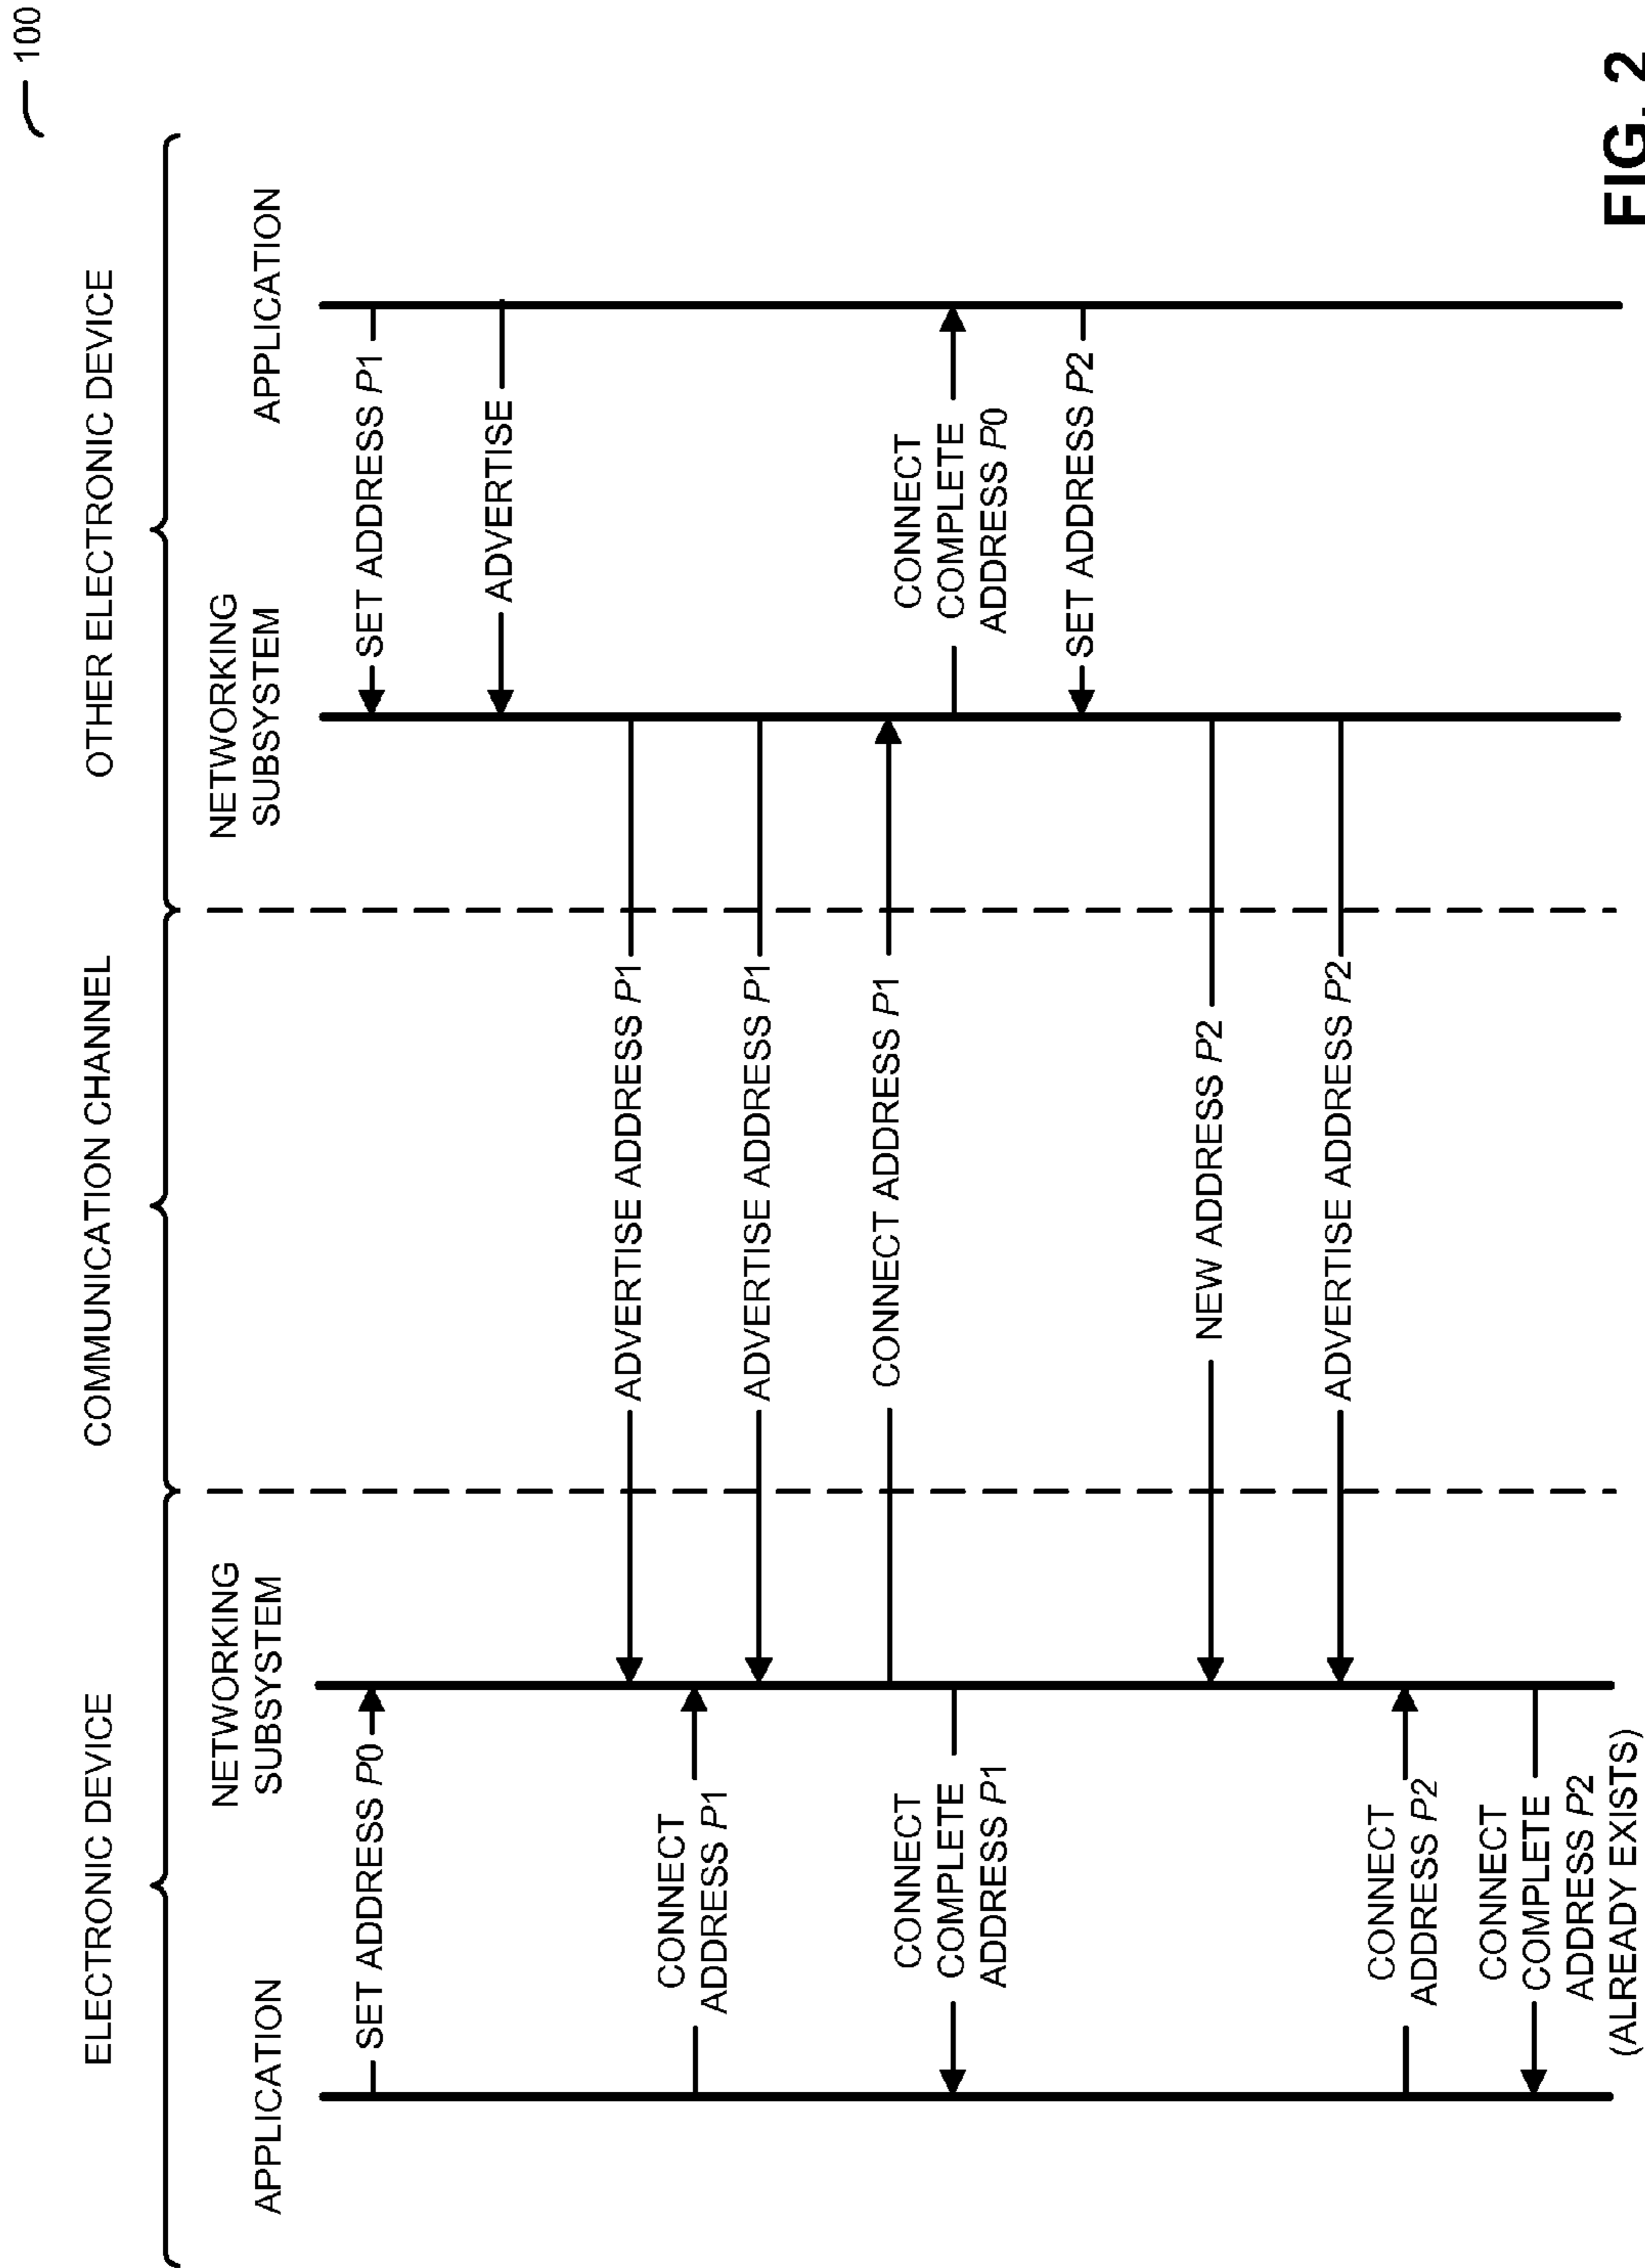 100
ELECTRONIC DEVICE
COMMUNICATION CHANNEL
OTHER ELECTRONIC DEVICE
APPLICATION
NETWORKING
SUBSYSTEM
NETWORKING
SUBSYSTEM
APPLICATION
SET ADDRESS P0
SET ADDRESS P1
ADVERTISE
ADVERTISE ADDRESS P1
CONNECT
ADDRESS P1
ADVERTISE ADDRESS P1
CONNECT ADDRESS P1
CONNECT
COMPLETE
ADDRESS P1
CONNECT
COMPLETE
ADDRESS P0
SET ADDRESS P2
NEW ADDRESS P2
ADVERTISE ADDRESS P2
CONNECT
ADDRESS P2
CONNECT
COMPLETE
ADDRESS P2
(ALREADY EXISTS)
FIG. 2